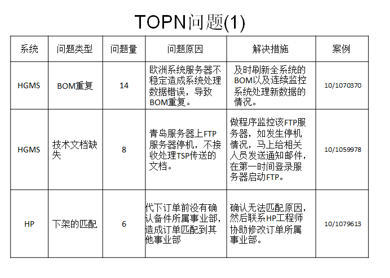 TOPN问题(1)
系统 问题类型 问题量 问题原因 解决措施 案例
HGMS BOM重复 14 欧洲系统服务器不稳定造成系统处理数据错误，导致BOM重复。 及时刷新全系统的BOM以及连续监控系统处理新数据的情况。 10/1070370
HGMS 技术文档缺失 8 青岛服务器上FTP服务器停机，不接收处理TSP传送的文档。 做程序监控该FTP服务器，如发生停机情况，马上给相关人员发送通知邮件，在第一时间登录服务器启动FTP。 10/1059978
HP 下架的匹配 6 代下订单前没有确认备件所属事业部，造成订单匹配到其他事业部 确认无法匹配原因，然后联系HP工程师协助修改订单所属事业部。 10/1079613